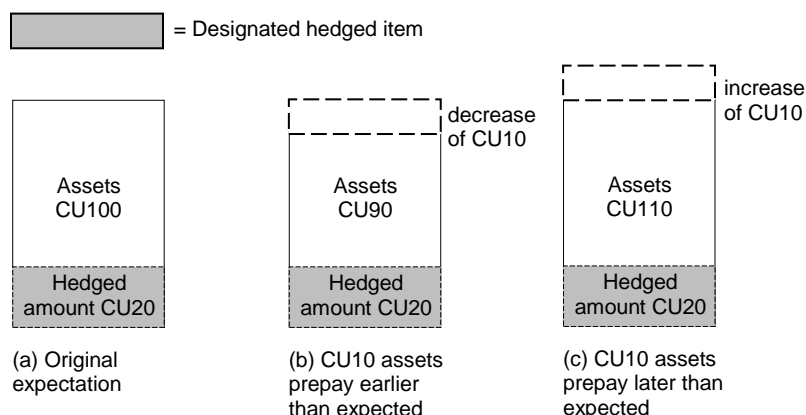 = Designated hedged item
increase
of CU10
decrease
of CU10
Assets
CU100
Assets
CU90
Assets
CU110
Hedged
amount CU20
Hedged
amount CU20
Hedged
amount CU20
(a) Original
expectation
(b) CU10 assets
prepay earlier
than expected
(c) CU10 assets
prepay later than
expected